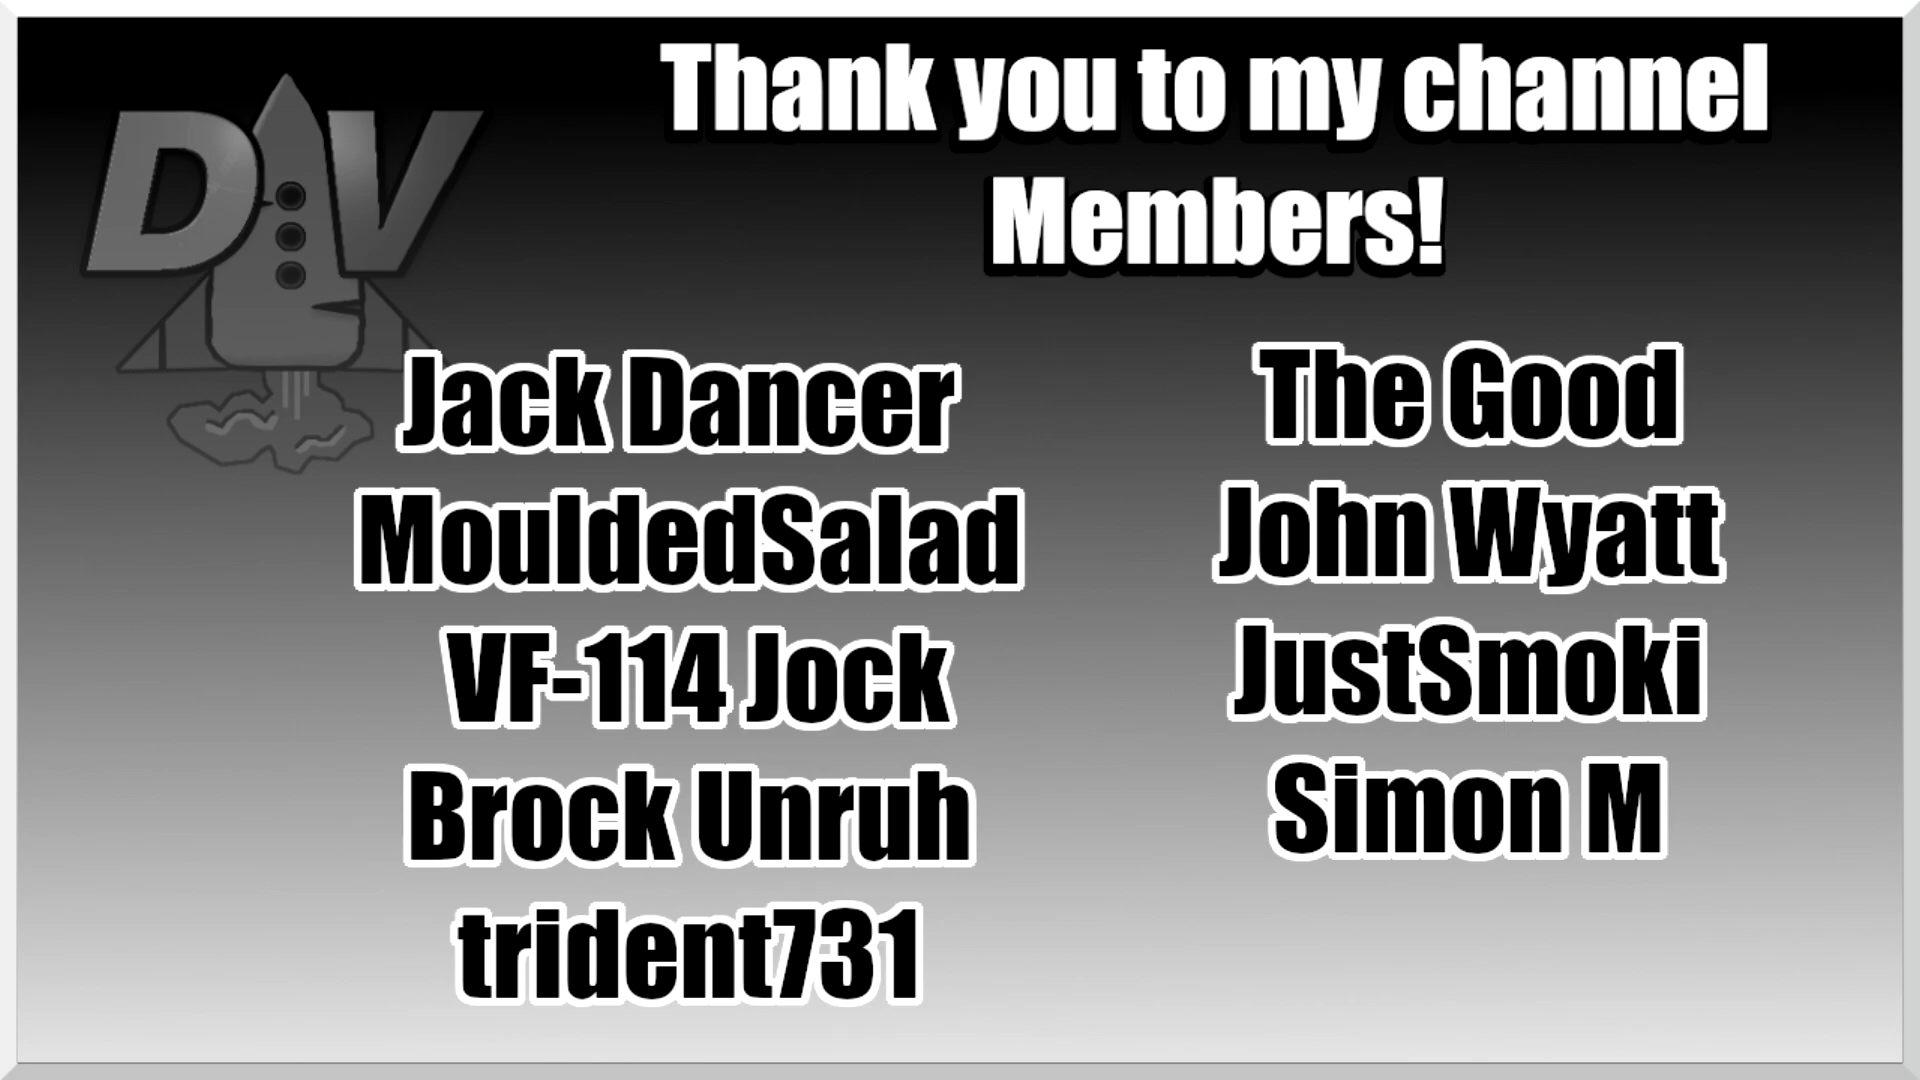 DV
Thank you to my channel
Members!
Jack Dancer
MouldedSalad
VF-114 Jock
Brock Unruh
trident731
The Good
John Wyatt
JustSmoki
Simon M